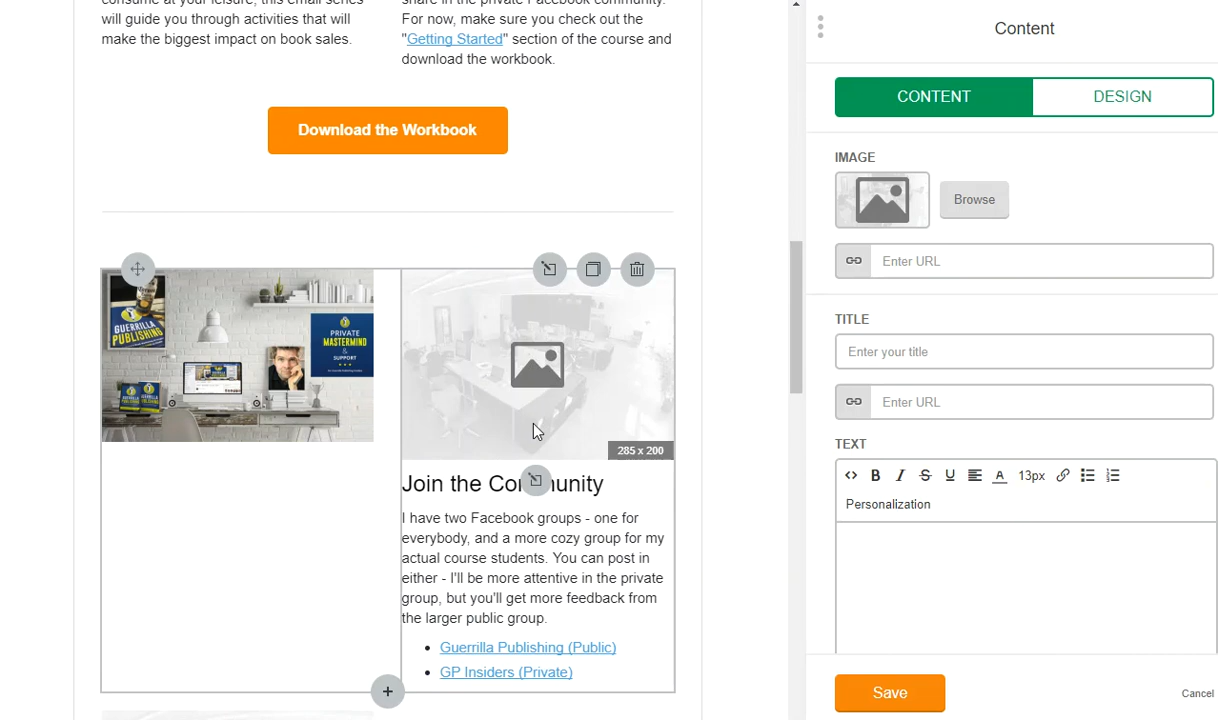 consume at your leisure, this email series
will guide you through activities that will
make the biggest impact on book sales.
share in the private Facebook community.
For now, make sure you check out the
"Getting Started" section of the course and
download the workbook.
Download the Workbook
GUERRILLA
PUBLISHING
PRIVATE
MASTERMIND
&
SUPPORT
285 x 200
Join the Community
I have two Facebook groups - one for
everybody, and a more cozy group for my
actual course students. You can post in
either - I'll be more attentive in the private
group, but you'll get more feedback from
the larger public group.
Guerrilla Publishing (Public)
GP Insiders (Private)
Content
CONTENT
DESIGN
IMAGE
Browse
Enter URL
TITLE
Enter your title
Enter URL
TEXT
13px
Personalization
Save
Cancel